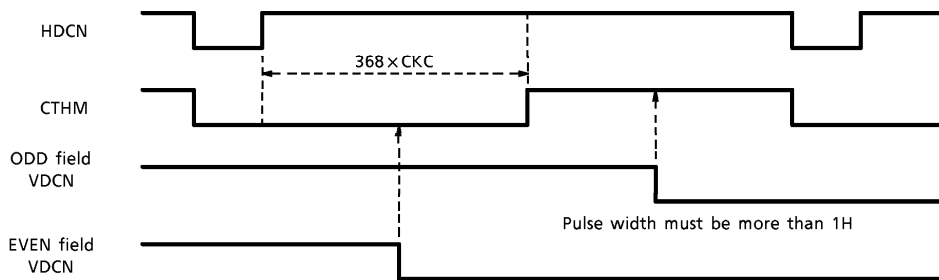 HDCN
368×CKC
CTHM
ODD field
VDCN
Pulse width must be more than 1H
EVEN field
VDCN